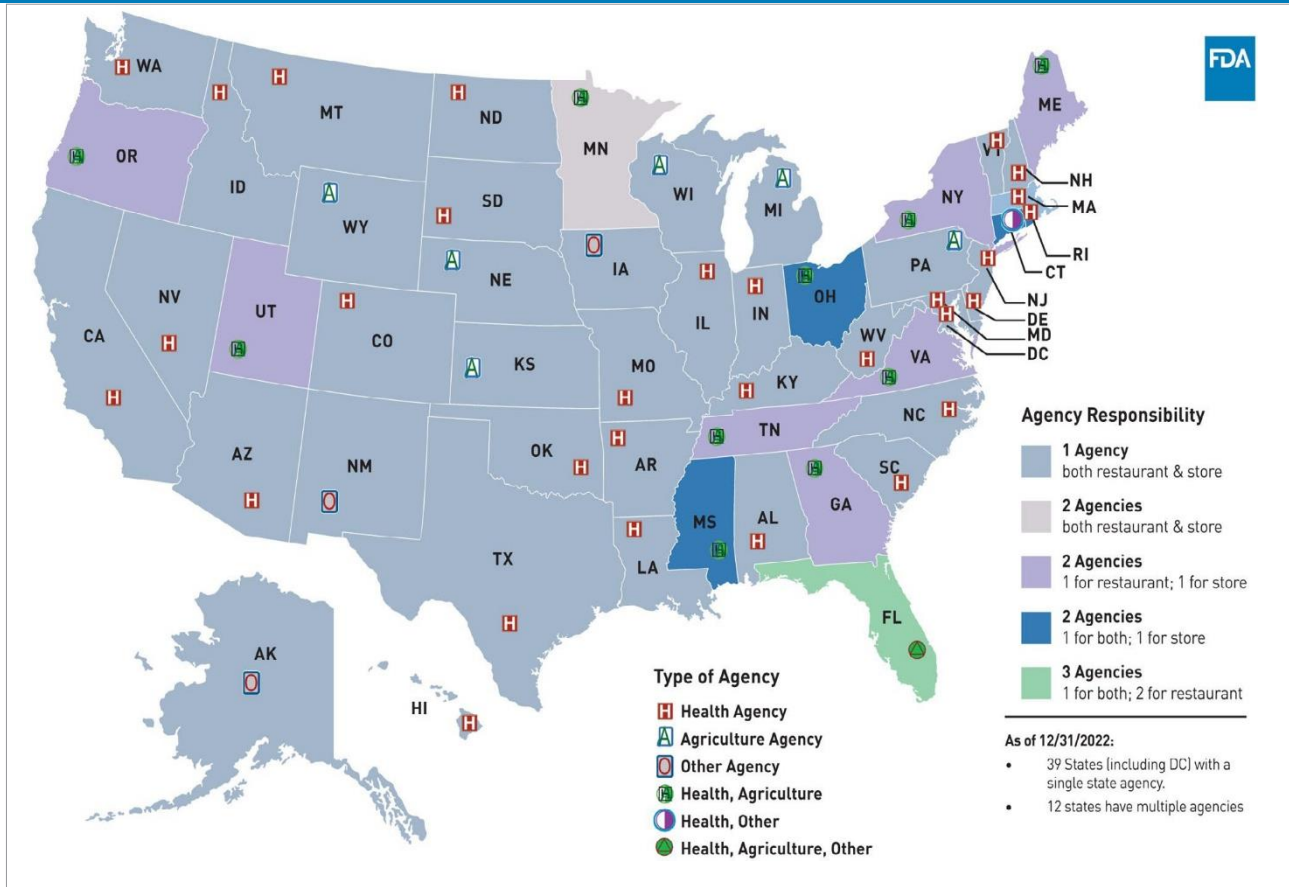 FDA
WA
MT
ND
MN
ME
OR
ID
WY
SD
WI
MI
NY
VT
NH
MA
RI
CT
NJ
DE
MD
DC
NV
UT
CO
NE
IA
IL
IN
OH
PA
WV
VA
CA
KS
MO
KY
NC
AZ
NM
OK
AR
TN
SC
TX
LA
MS
AL
GA
FL
AK
HI
Type of Agency
H Health Agency
A Agriculture Agency
O Other Agency
H Health, Agriculture
Health, Other
Health, Agriculture, Other
Agency Responsibility
1 Agency
both restaurant & store
2 Agencies
both restaurant & store
2 Agencies
1 for restaurant; 1 for store
2 Agencies
1 for both; 1 for store
3 Agencies
1 for both; 2 for restaurant
As of 12/31/2022:
• 39 States (including DC) with a
single state agency.
• 12 states have multiple agencies